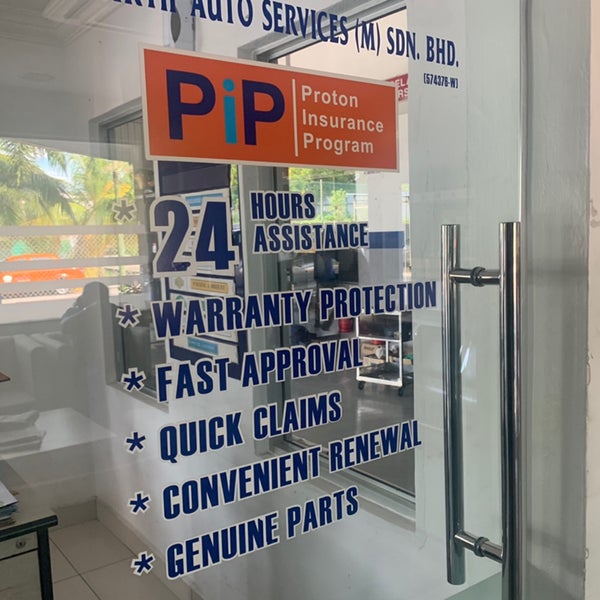 AUTO SERVICES (M) SDN. BHD.
(574376-W)
PiP
Proton
Insurance
Program
* 24 HOURS
ASSISTANCE
* WARRANTY PROTECTION
* FAST APPROVAL
* QUICK CLAIMS
* CONVENIENT RENEWAL
* GENUINE PARTS